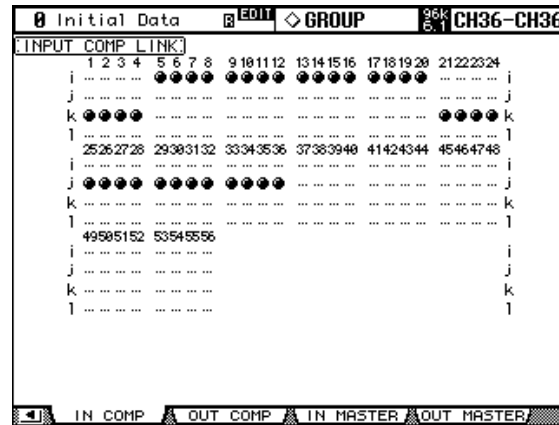 0 Initial Data R EDIT ◇ GROUP 96k 6.1 CH36-CH36
INPUT COMP LINK
1 2 3 4 5 6 7 8 9 10 11 12 13 14 15 16 17 18 19 20 21 22 23 24
i i
j j
k k
l l
25 26 27 28 29 30 31 32 33 34 35 36 37 38 39 40 41 42 43 44 45 46 47 48
i i
j j
k k
l l
49 50 51 52 53 54 55 56
i i
j j
k k
l l
IN COMP OUT COMP IN MASTER OUT MASTER